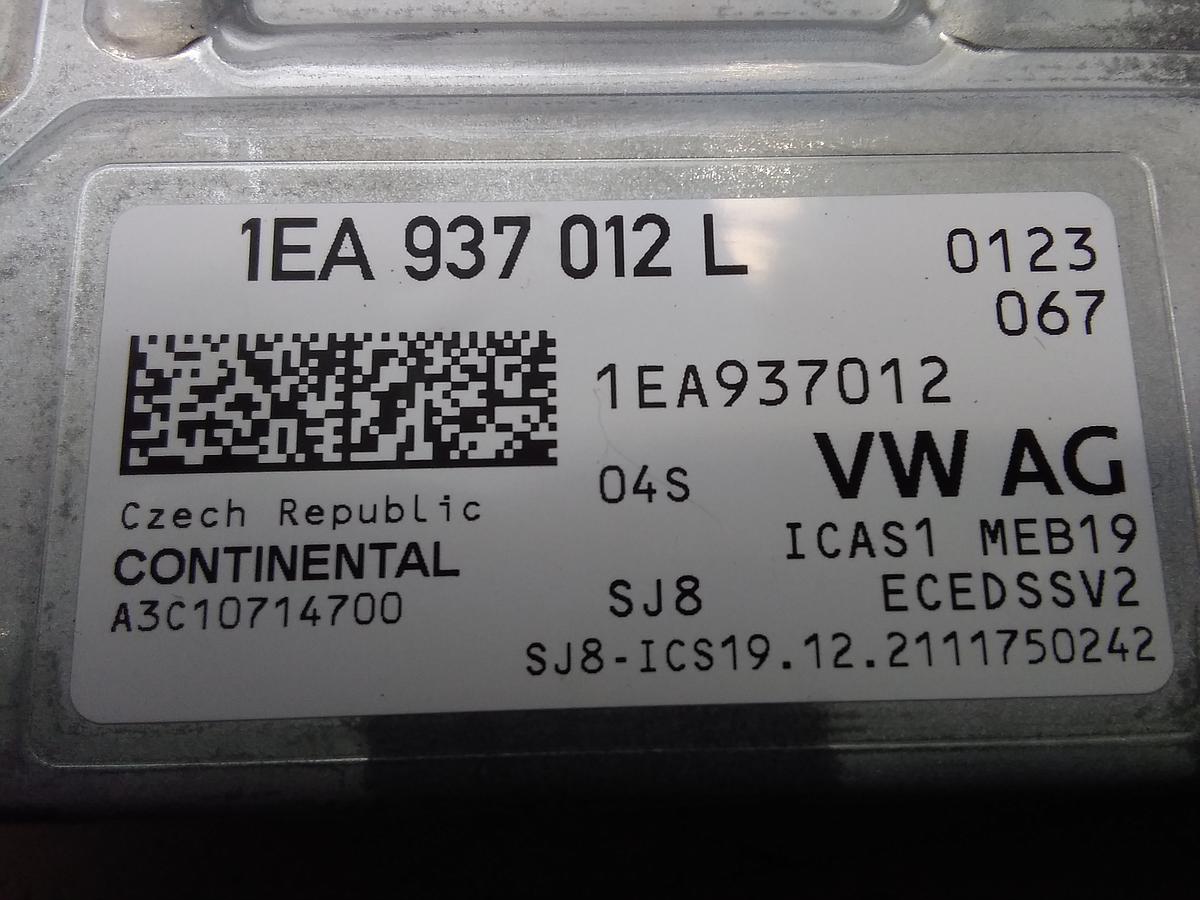 1EA 937 012 L
0123
067
1EA937012
04S
VW AG
Czech Republic
CONTINENTAL
A3C10714700
ICAS1 MEB19
SJ8
ECEDSSV2
SJ8-ICS19.12.2111750242